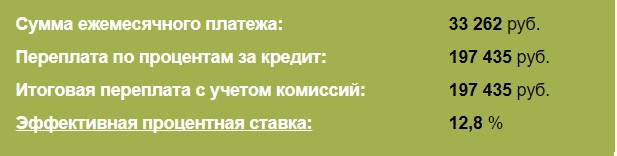 Сумма ежемесячного платежа: 33 262 руб.
Переплата по процентам за кредит: 197 435 руб.
Итоговая переплата с учетом комиссий: 197 435 руб.
Эффективная процентная ставка: 12,8 %